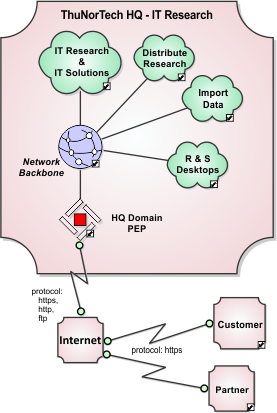 ThuNorTech HQ - IT Research
IT Research
&
IT Solutions
Distribute
Research
Import
Data
Network
Backbone
R & S
Desktops
HQ Domain
PEP
protocol:
https,
http,
ftp
Internet
protocol: https
Customer
Partner